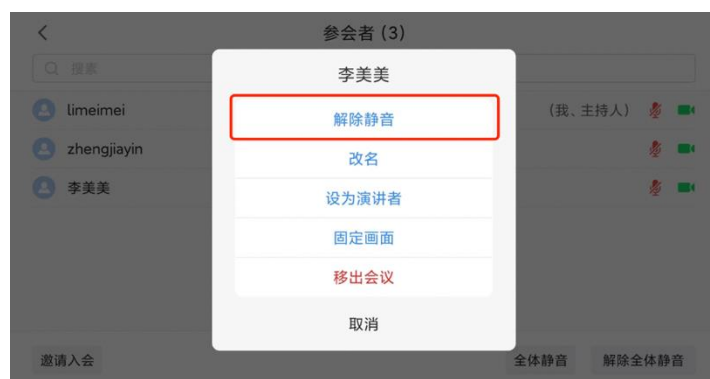 参会者 (3)
搜索
李美美
limeimei
(我、主持人)
解除静音
zhengjiayin
改名
李美美
设为演讲者
固定画面
移出会议
取消
邀请入会
全体静音
解除全体静音